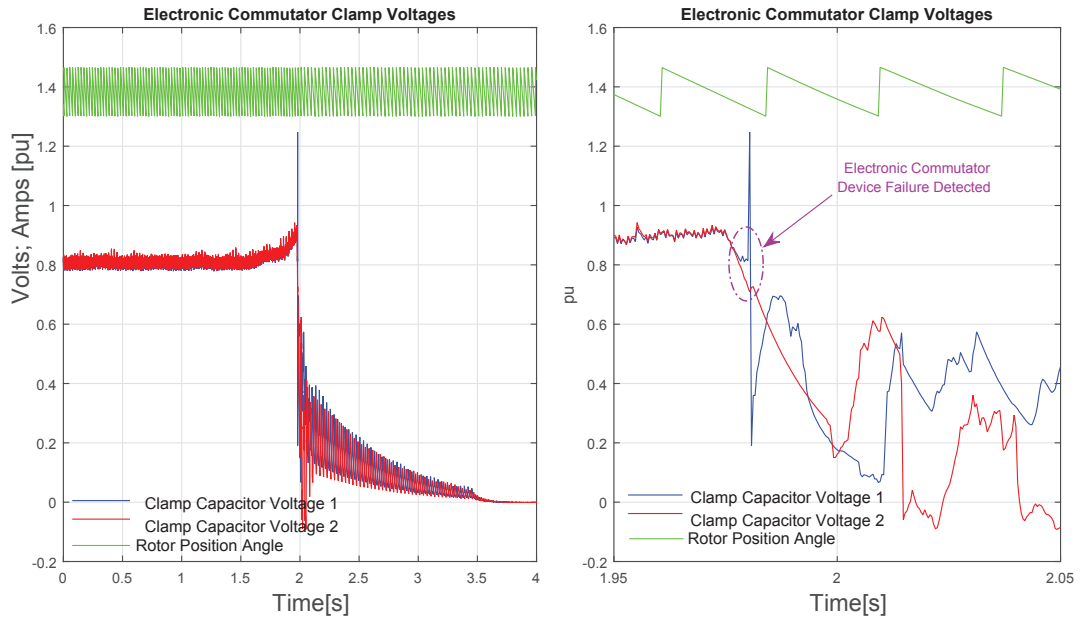 Electronic Commutator Clamp Voltages
Volts; Amps [pu]
1.6
1.4
1.2
1
0.8
0.6
0.4
0.2
0
-0.2
Clamp Capacitor Voltage 1
Clamp Capacitor Voltage 2
Rotor Position Angle
0 0.5 1 1.5 2 2.5 3 3.5 4
Time[s]
Electronic Commutator Clamp Voltages
pu
1.6
1.4
1.2
1
0.8
0.6
0.4
0.2
0
-0.2
Electronic Commutator
Device Failure Detected
Clamp Capacitor Voltage 1
Clamp Capacitor Voltage 2
Rotor Position Angle
1.95 2 2.05
Time[s]